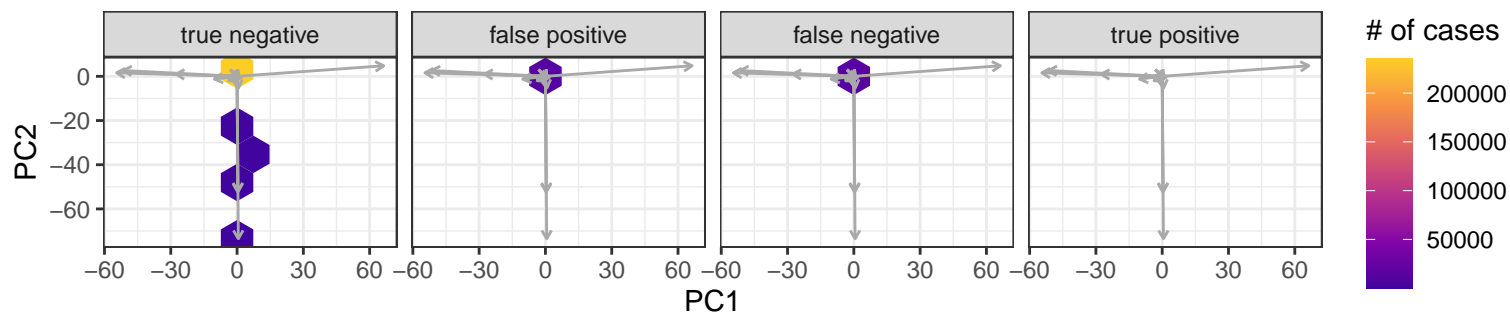 true negative
false positive
false negative
true positive
# of cases
200000
150000
100000
50000
PC2
0
−20
−40
−60
−60 −30 0 30 60
−60 −30 0 30 60
−60 −30 0 30 60
−60 −30 0 30 60
PC1